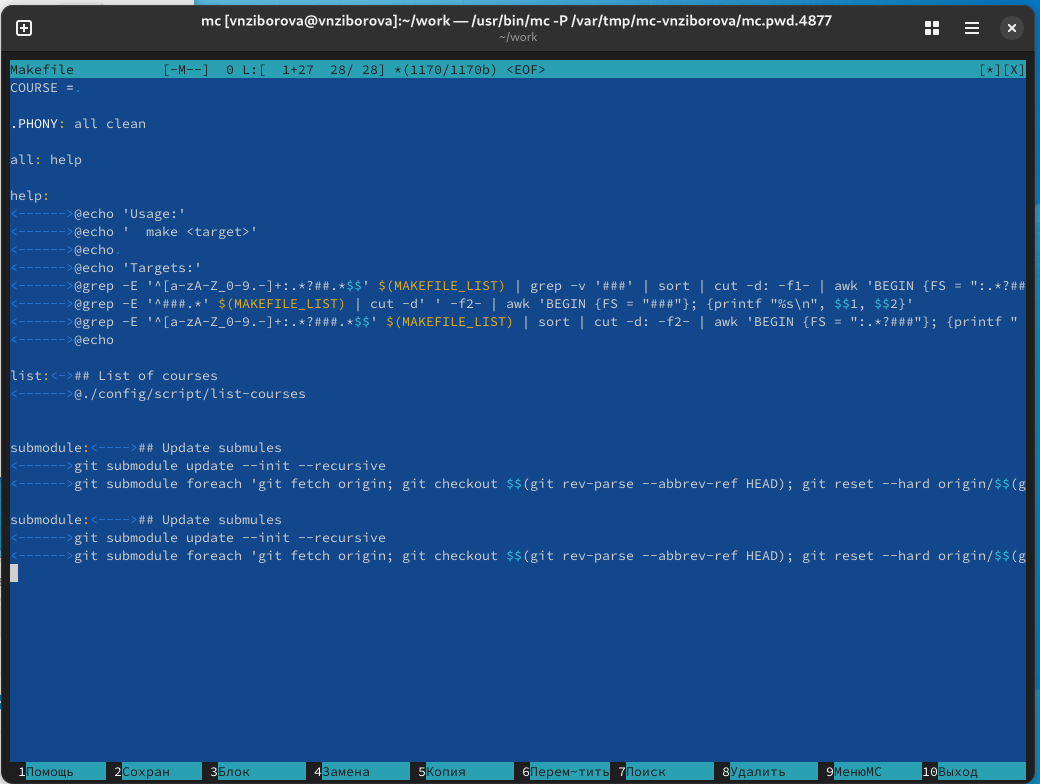 mc [vnziborova@vnziborova]:~/work — /usr/bin/mc -P /var/tmp/mc-vnziborova/mc.pwd.4877
~/work
Makefile [-M--] 0 L:[ 1+27 28/ 28] *(1170/1170b) <EOF> [*][X]
COURSE =.
.PHONY: all clean
all: help
help:
<------>@echo 'Usage:'
<------>@echo '  make <target>'
<------>@echo.
<------>@echo 'Targets:'
<------>@grep -E '^[a-zA-Z_0-9.-]+:.*?##.*$$' $(MAKEFILE_LIST) | grep -v '###' | sort | cut -d: -f1- | awk 'BEGIN {FS = ":.*?##
<------>@grep -E '^###.*' $(MAKEFILE_LIST) | cut -d' ' -f2- | awk 'BEGIN {FS = "###"}; {printf "%s\n", $$1, $$2}'
<------>@grep -E '^[a-zA-Z_0-9.-]+:.*?###.*$$' $(MAKEFILE_LIST) | sort | cut -d: -f2- | awk 'BEGIN {FS = ":.*?###"}; {printf "
<------>@echo
list:<->## List of courses
<------>@./config/script/list-courses
submodule:<---->## Update submules
<------>git submodule update --init --recursive
<------>git submodule foreach 'git fetch origin; git checkout $$(git rev-parse --abbrev-ref HEAD); git reset --hard origin/$$(g
submodule:<---->## Update submules
<------>git submodule update --init --recursive
<------>git submodule foreach 'git fetch origin; git checkout $$(git rev-parse --abbrev-ref HEAD); git reset --hard origin/$$(g
1Помощь 2Сохран 3Блок 4Замена 5Копия 6Перем~тить 7Поиск 8Удалить 9МенюMC 10Выход